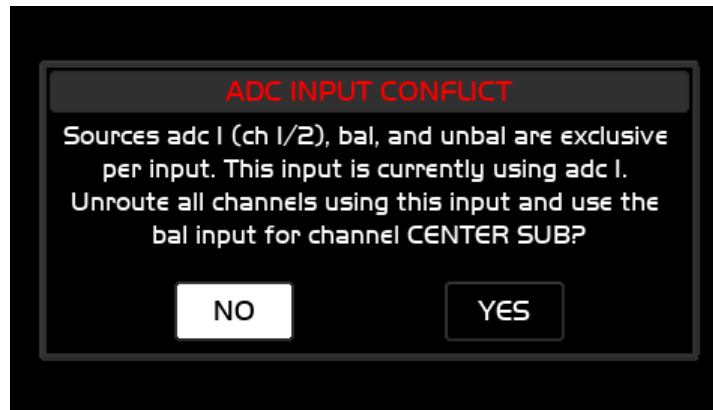 ADC INPUT CONFLICT
Sources adc 1 (ch 1/2), bal, and unbal are exclusive
per input. This input is currently using adc 1.
Unroute all channels using this input and use the
bal input for channel CENTER SUB?
NO YES